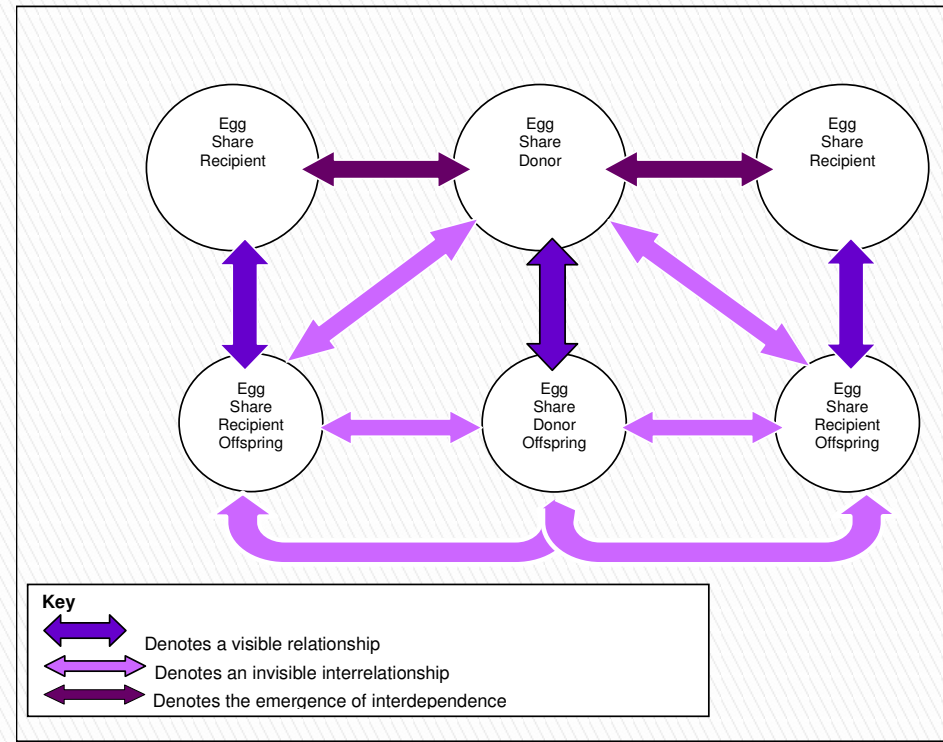 Egg
Share
Recipient
Egg
Share
Donor
Egg
Share
Recipient
Egg
Share
Recipient
Offspring
Egg
Share
Donor
Offspring
Egg
Share
Recipient
Offspring
Key
Denotes a visible relationship
Denotes an invisible interrelationship
Denotes the emergence of interdependence